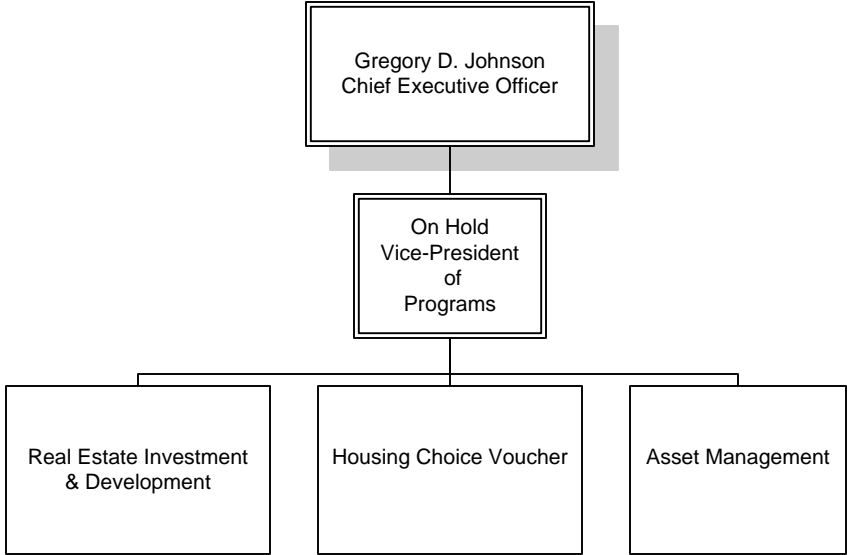 Gregory D. Johnson
Chief Executive Officer
On Hold
Vice-President
of
Programs
Real Estate Investment
& Development
Housing Choice Voucher
Asset Management